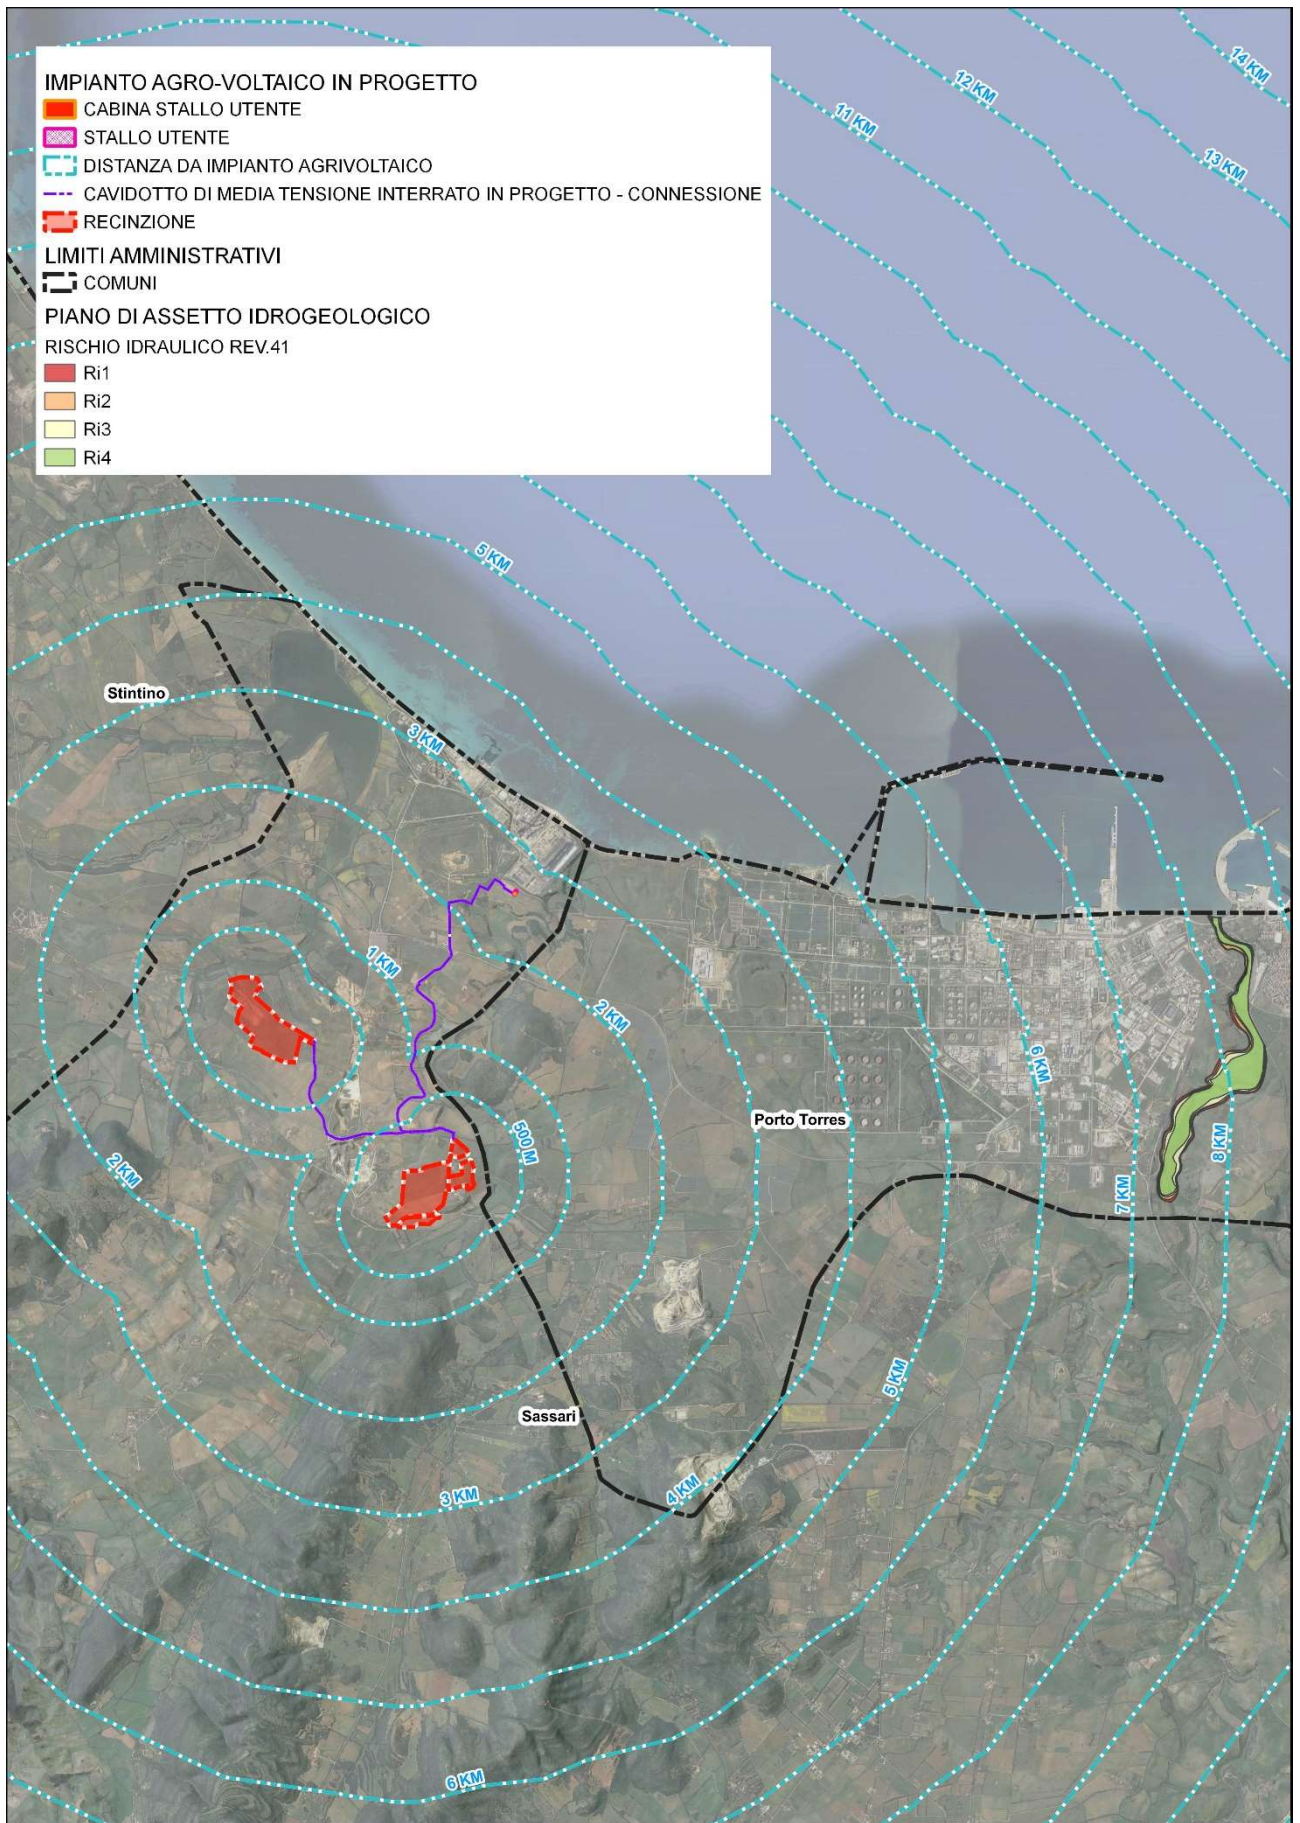 IMPIANTO AGRO-VOLTAICO IN PROGETTO
CABINA STALLO UTENTE
STALLO UTENTE
DISTANZA DA IMPIANTO AGRIVOLTAICO
CAVIDOTTO DI MEDIA TENSIONE INTERRATO IN PROGETTO - CONNESSIONE
RECINZIONE
LIMITI AMMINISTRATIVI
COMUNI
PIANO DI ASSETTO IDROGEOLOGICO
RISCHIO IDRAULICO REV.41
Ri1
Ri2
Ri3
Ri4
14 KM
12 KM
11 KM
13 KM
5 KM
Stintino
3 KM
1 KM
2 KM
6 KM
Porto Torres
500 M
8 KM
2 KM
7 KM
5 KM
Sassari
4 KM
3 KM
6 KM